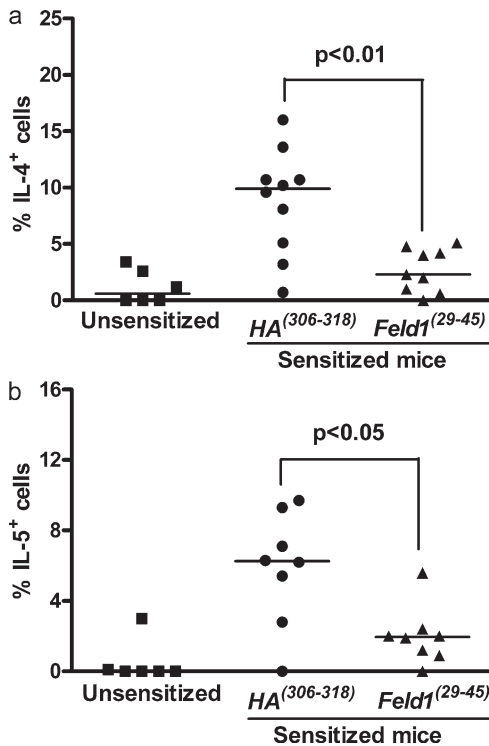 a
25
20
15
10
5
0
% IL-4⁺ cells
p<0.01
Unsensitized
HA⁽³⁰⁶⁻³¹⁸⁾ Feld1⁽²⁹⁻⁴⁵⁾
Sensitized mice
b
16
12
8
4
0
% IL-5⁺ cells
p<0.05
Unsensitized
HA⁽³⁰⁶⁻³¹⁸⁾ Feld1⁽²⁹⁻⁴⁵⁾
Sensitized mice